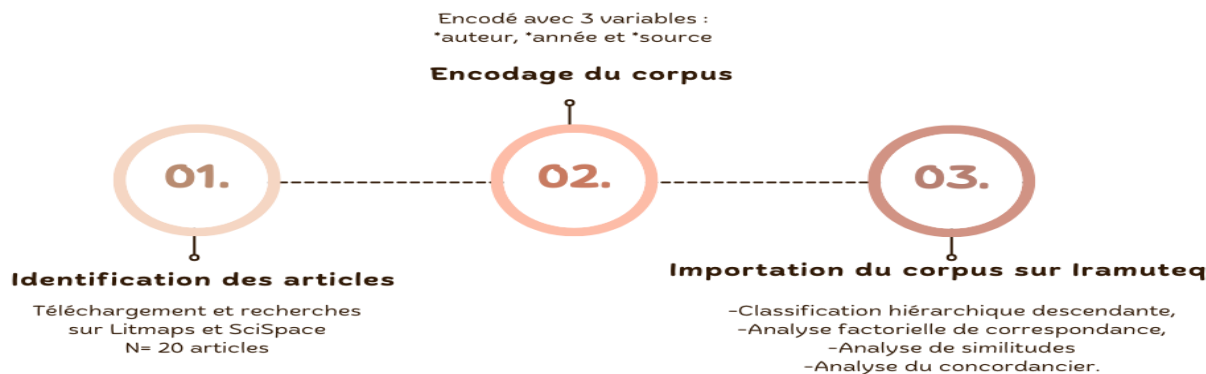 01.
Identification des articles
Téléchargement et recherches
sur Litmaps et SciSpace
N= 20 articles
Encodé avec 3 variables :
*auteur, *année et *source
Encodage du corpus
02.
03.
Importation du corpus sur Iramuteq
-Classification hiérarchique descendante,
-Analyse factorielle de correspondance,
-Analyse de similitudes
-Analyse du concordancier.